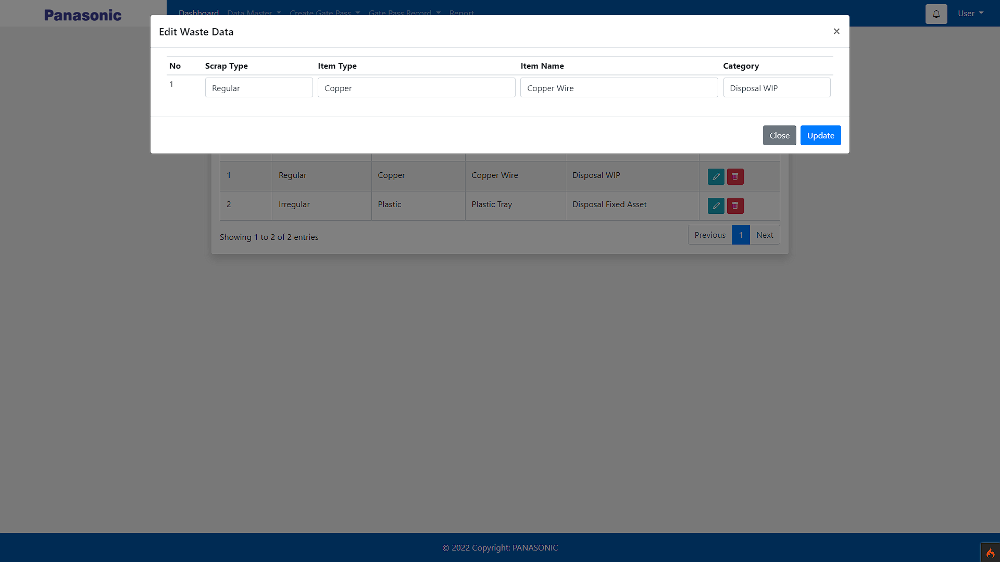 Panasonic
Dashboard Data Master Create Gate Pass Gate Pass Record Report User
Edit Waste Data ×
No Scrap Type Item Type Item Name Category
1 Regular Copper Copper Wire Disposal WIP
Close Update
1 Regular Copper Copper Wire Disposal WIP
2 Irregular Plastic Plastic Tray Disposal Fixed Asset
Showing 1 to 2 of 2 entries Previous 1 Next
© 2022 Copyright: PANASONIC